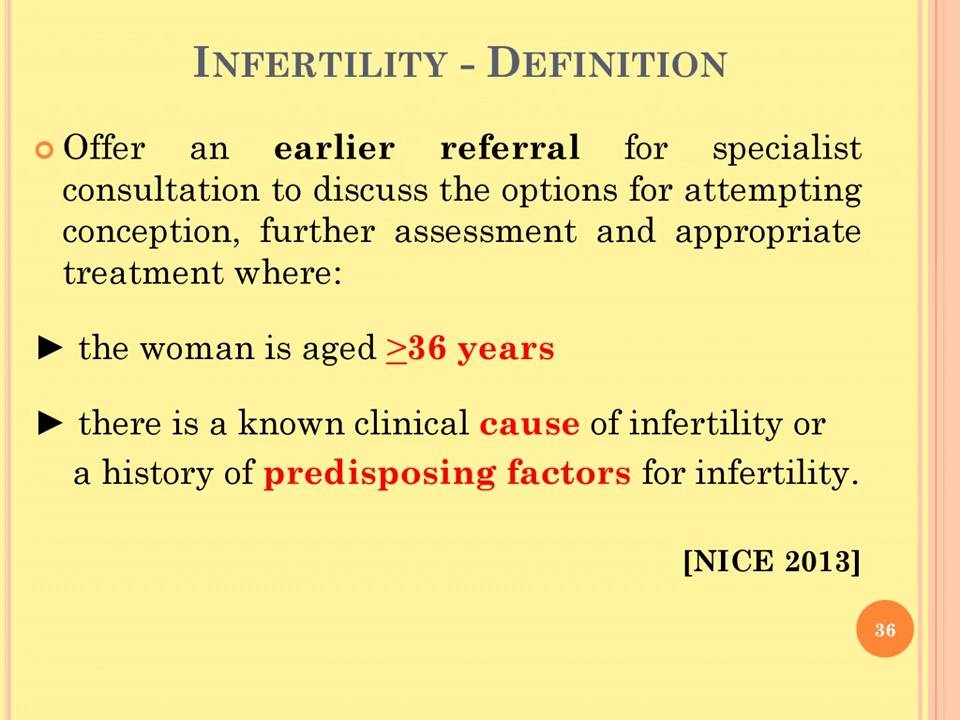 INFERTILITY - DEFINITION
Offer an earlier referral for specialist
consultation to discuss the options for attempting
conception, further assessment and appropriate
treatment where:
► the woman is aged ≥36 years
► there is a known clinical cause of infertility or
a history of predisposing factors for infertility.
[NICE 2013]
36